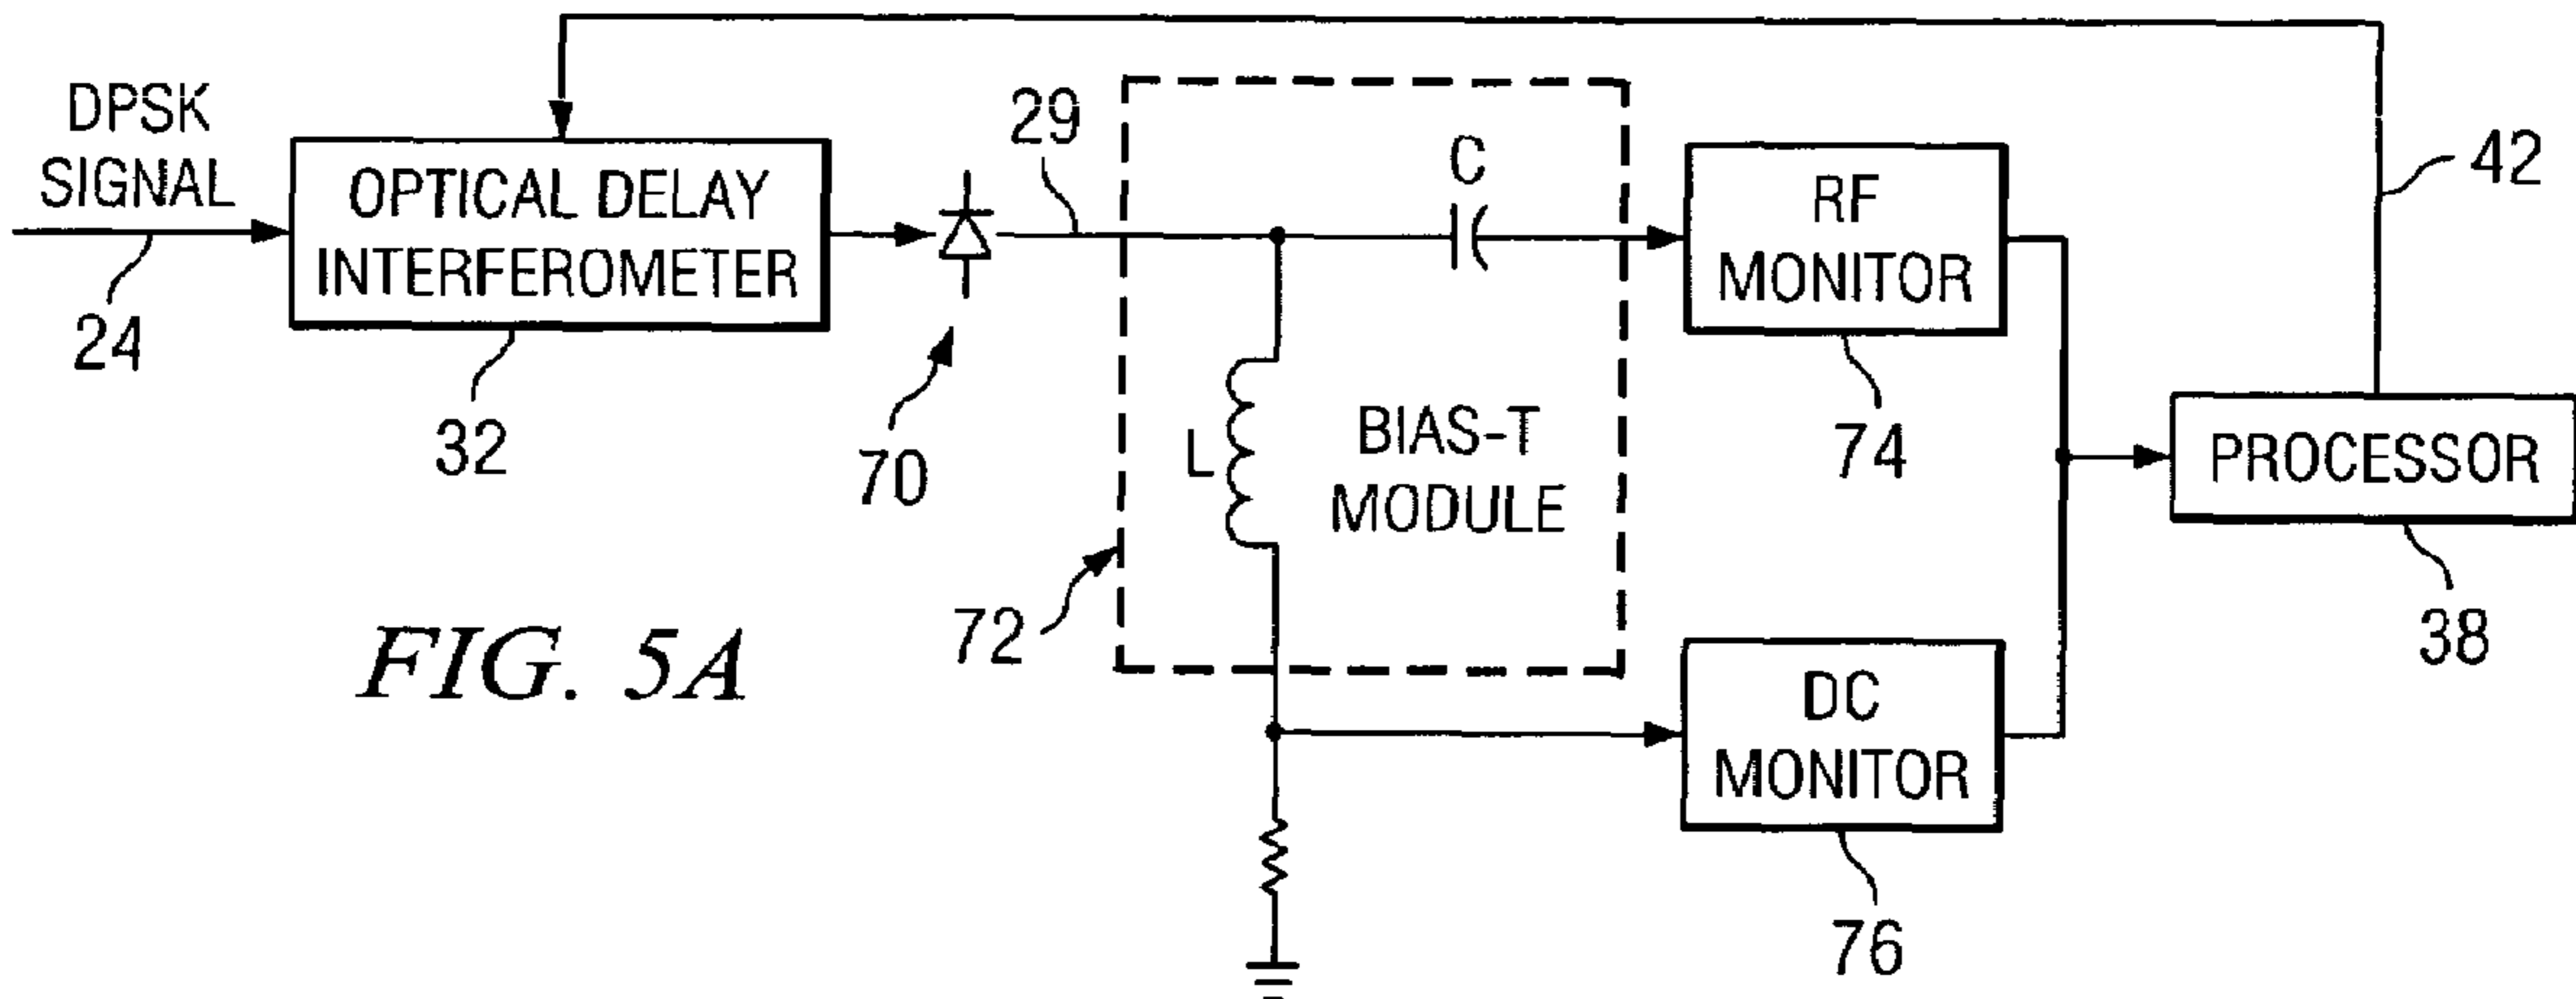 DPSK
SIGNAL
24
OPTICAL DELAY
INTERFEROMETER
32
70
29
C
L
BIAS-T
MODULE
72
RF
MONITOR
74
DC
MONITOR
76
PROCESSOR
38
42
FIG. 5A